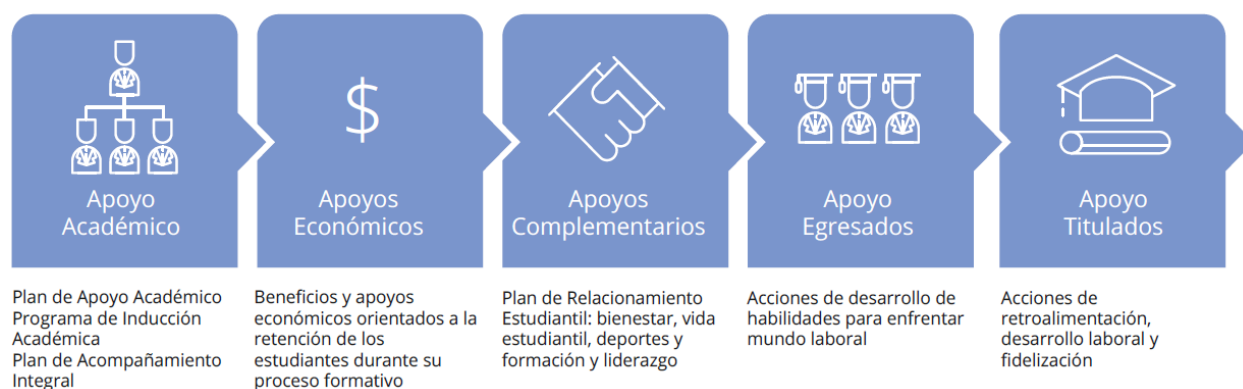 $
Apoyo
Académico
Apoyos
Económicos
Apoyos
Complementarios
Apoyo
Egresados
Apoyo
Titulados
Plan de Apoyo Académico
Programa de Inducción
Académica
Plan de Acompañamiento
Integral
Beneficios y apoyos
económicos orientados a la
retención de los
estudiantes durante su
proceso formativo
Plan de Relacionamiento
Estudiantil: bienestar, vida
estudiantil, deportes y
formación y liderazgo
Acciones de desarrollo de
habilidades para enfrentar
mundo laboral
Acciones de
retroalimentación,
desarrollo laboral y
fidelización